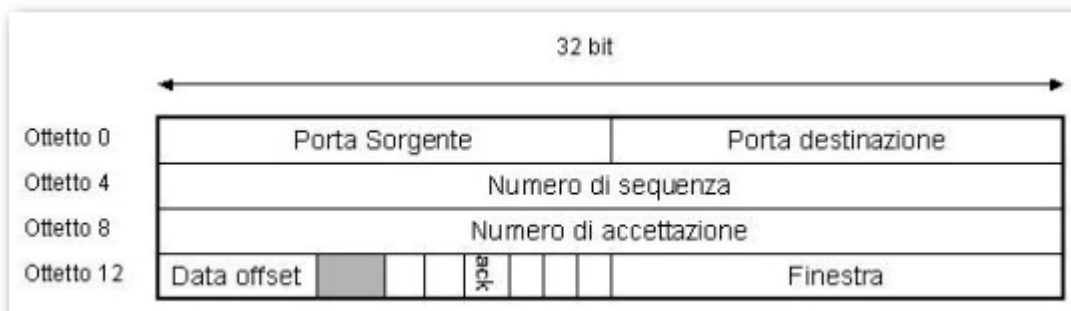 32 bit
Ottetto 0
Porta Sorgente
Porta destinazione
Ottetto 4
Numero di sequenza
Ottetto 8
Numero di accettazione
Ottetto 12
Data offset
ack
Finestra